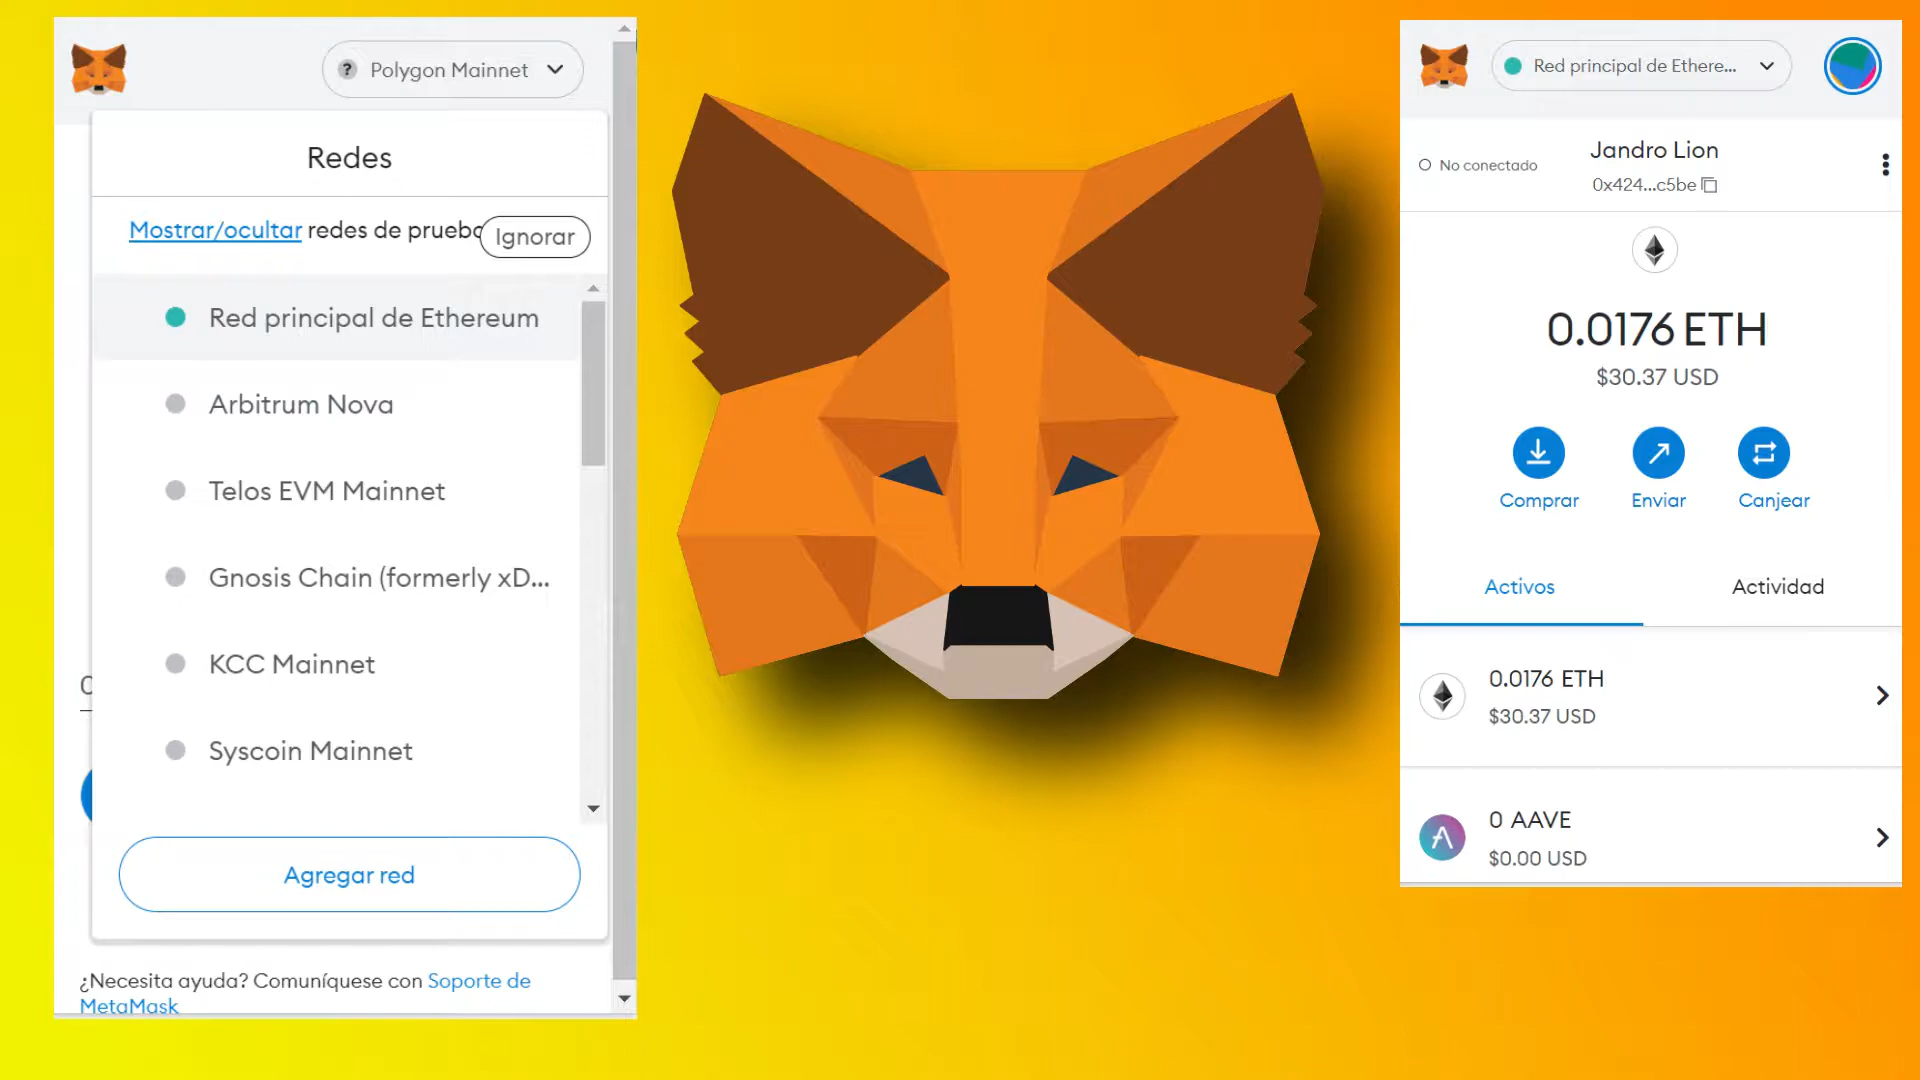 Polygon Mainnet
Redes
Mostrar/ocultar redes de prueba
Ignorar
Red principal de Ethereum
Arbitrum Nova
Telos EVM Mainnet
Gnosis Chain (formerly xD...
KCC Mainnet
Syscoin Mainnet
Agregar red
¿Necesita ayuda? Comuníquese con Soporte de
MetaMask
Red principal de Ethere...
No conectado
Jandro Lion
0x424...c5be
0.0176 ETH
$30.37 USD
Comprar
Enviar
Canjear
Activos
Actividad
0.0176 ETH
$30.37 USD
0 AAVE
$0.00 USD